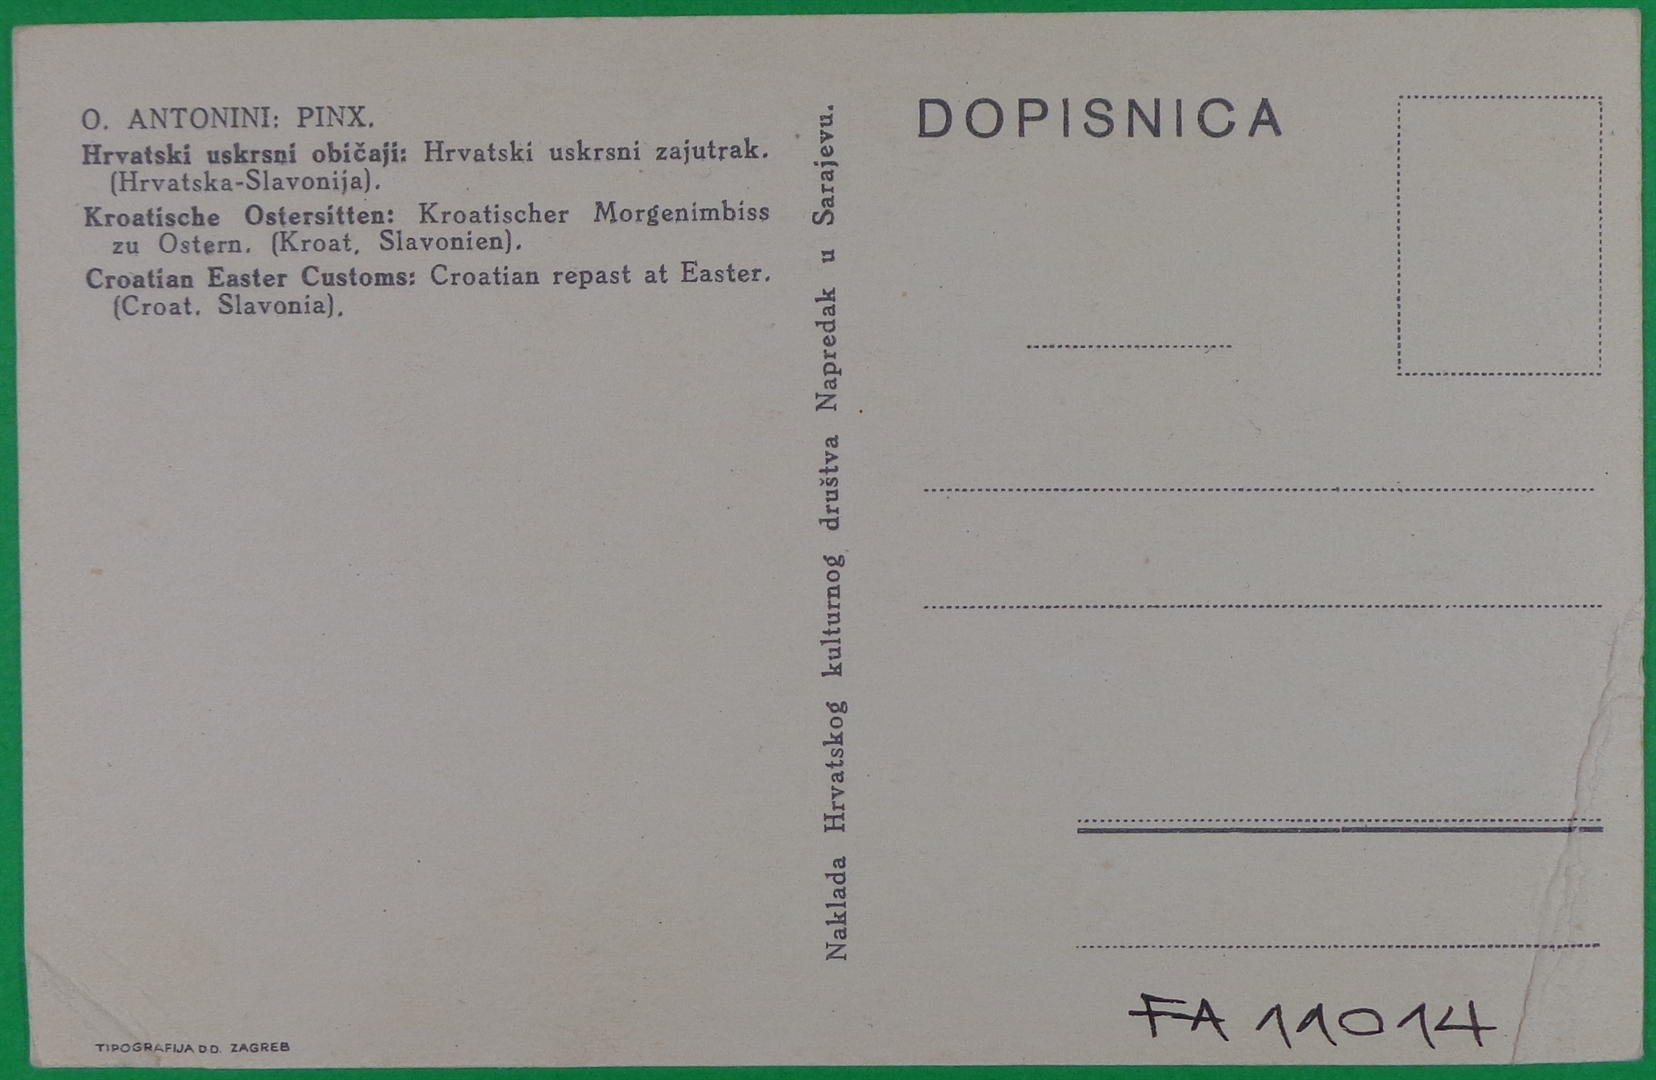 O. ANTONINI: PINX.
Hrvatski uskrsni običaji: Hrvatski uskrsni zajutrak.
(Hrvatska-Slavonija).
Kroatische Ostersitten: Kroatischer Morgenimbiss
zu Ostern. (Kroat. Slavonien).
Croatian Easter Customs: Croatian repast at Easter.
(Croat. Slavonia).
TIPOGRAFIJA D D. ZAGREB
Naklada Hrvatskog kulturnog društva Napredak u Sarajevu.
DOPISNICA
FA 11014